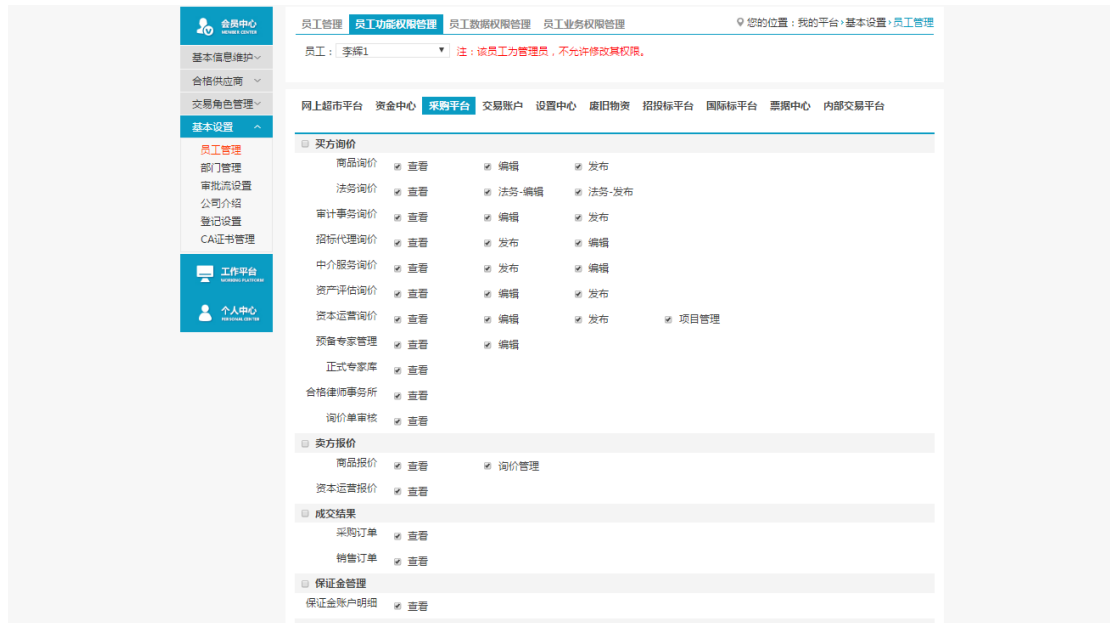 会员中心
MEMBER CENTER
基本信息维护
合格供应商
交易角色管理
基本设置
员工管理
部门管理
审批流设置
公司介绍
登记设置
CA证书管理
工作平台
WORKING PLATFORM
个人中心
PERSONAL CENTER
员工管理 员工功能权限管理 员工数据权限管理 员工业务权限管理 您的位置：我的平台›基本设置›员工管理
员工： 李辉1 注：该员工为管理员，不允许修改其权限。
网上超市平台 资金中心 采购平台 交易账户 设置中心 废旧物资 招投标平台 国际标平台 票据中心 内部交易平台
买方询价
商品询价 查看 编辑 发布
法务询价 查看 法务-编辑 法务-发布
审计事务询价 查看 编辑 发布
招标代理询价 查看 发布 编辑
中介服务询价 查看 发布 编辑
资产评估询价 查看 编辑 发布
资本运营询价 查看 编辑 发布 项目管理
预备专家管理 查看 编辑
正式专家库 查看
合格律师事务所 查看
询价单审核 查看
卖方报价
商品报价 查看 询价管理
资本运营报价 查看
成交结果
采购订单 查看
销售订单 查看
保证金管理
保证金账户明细 查看